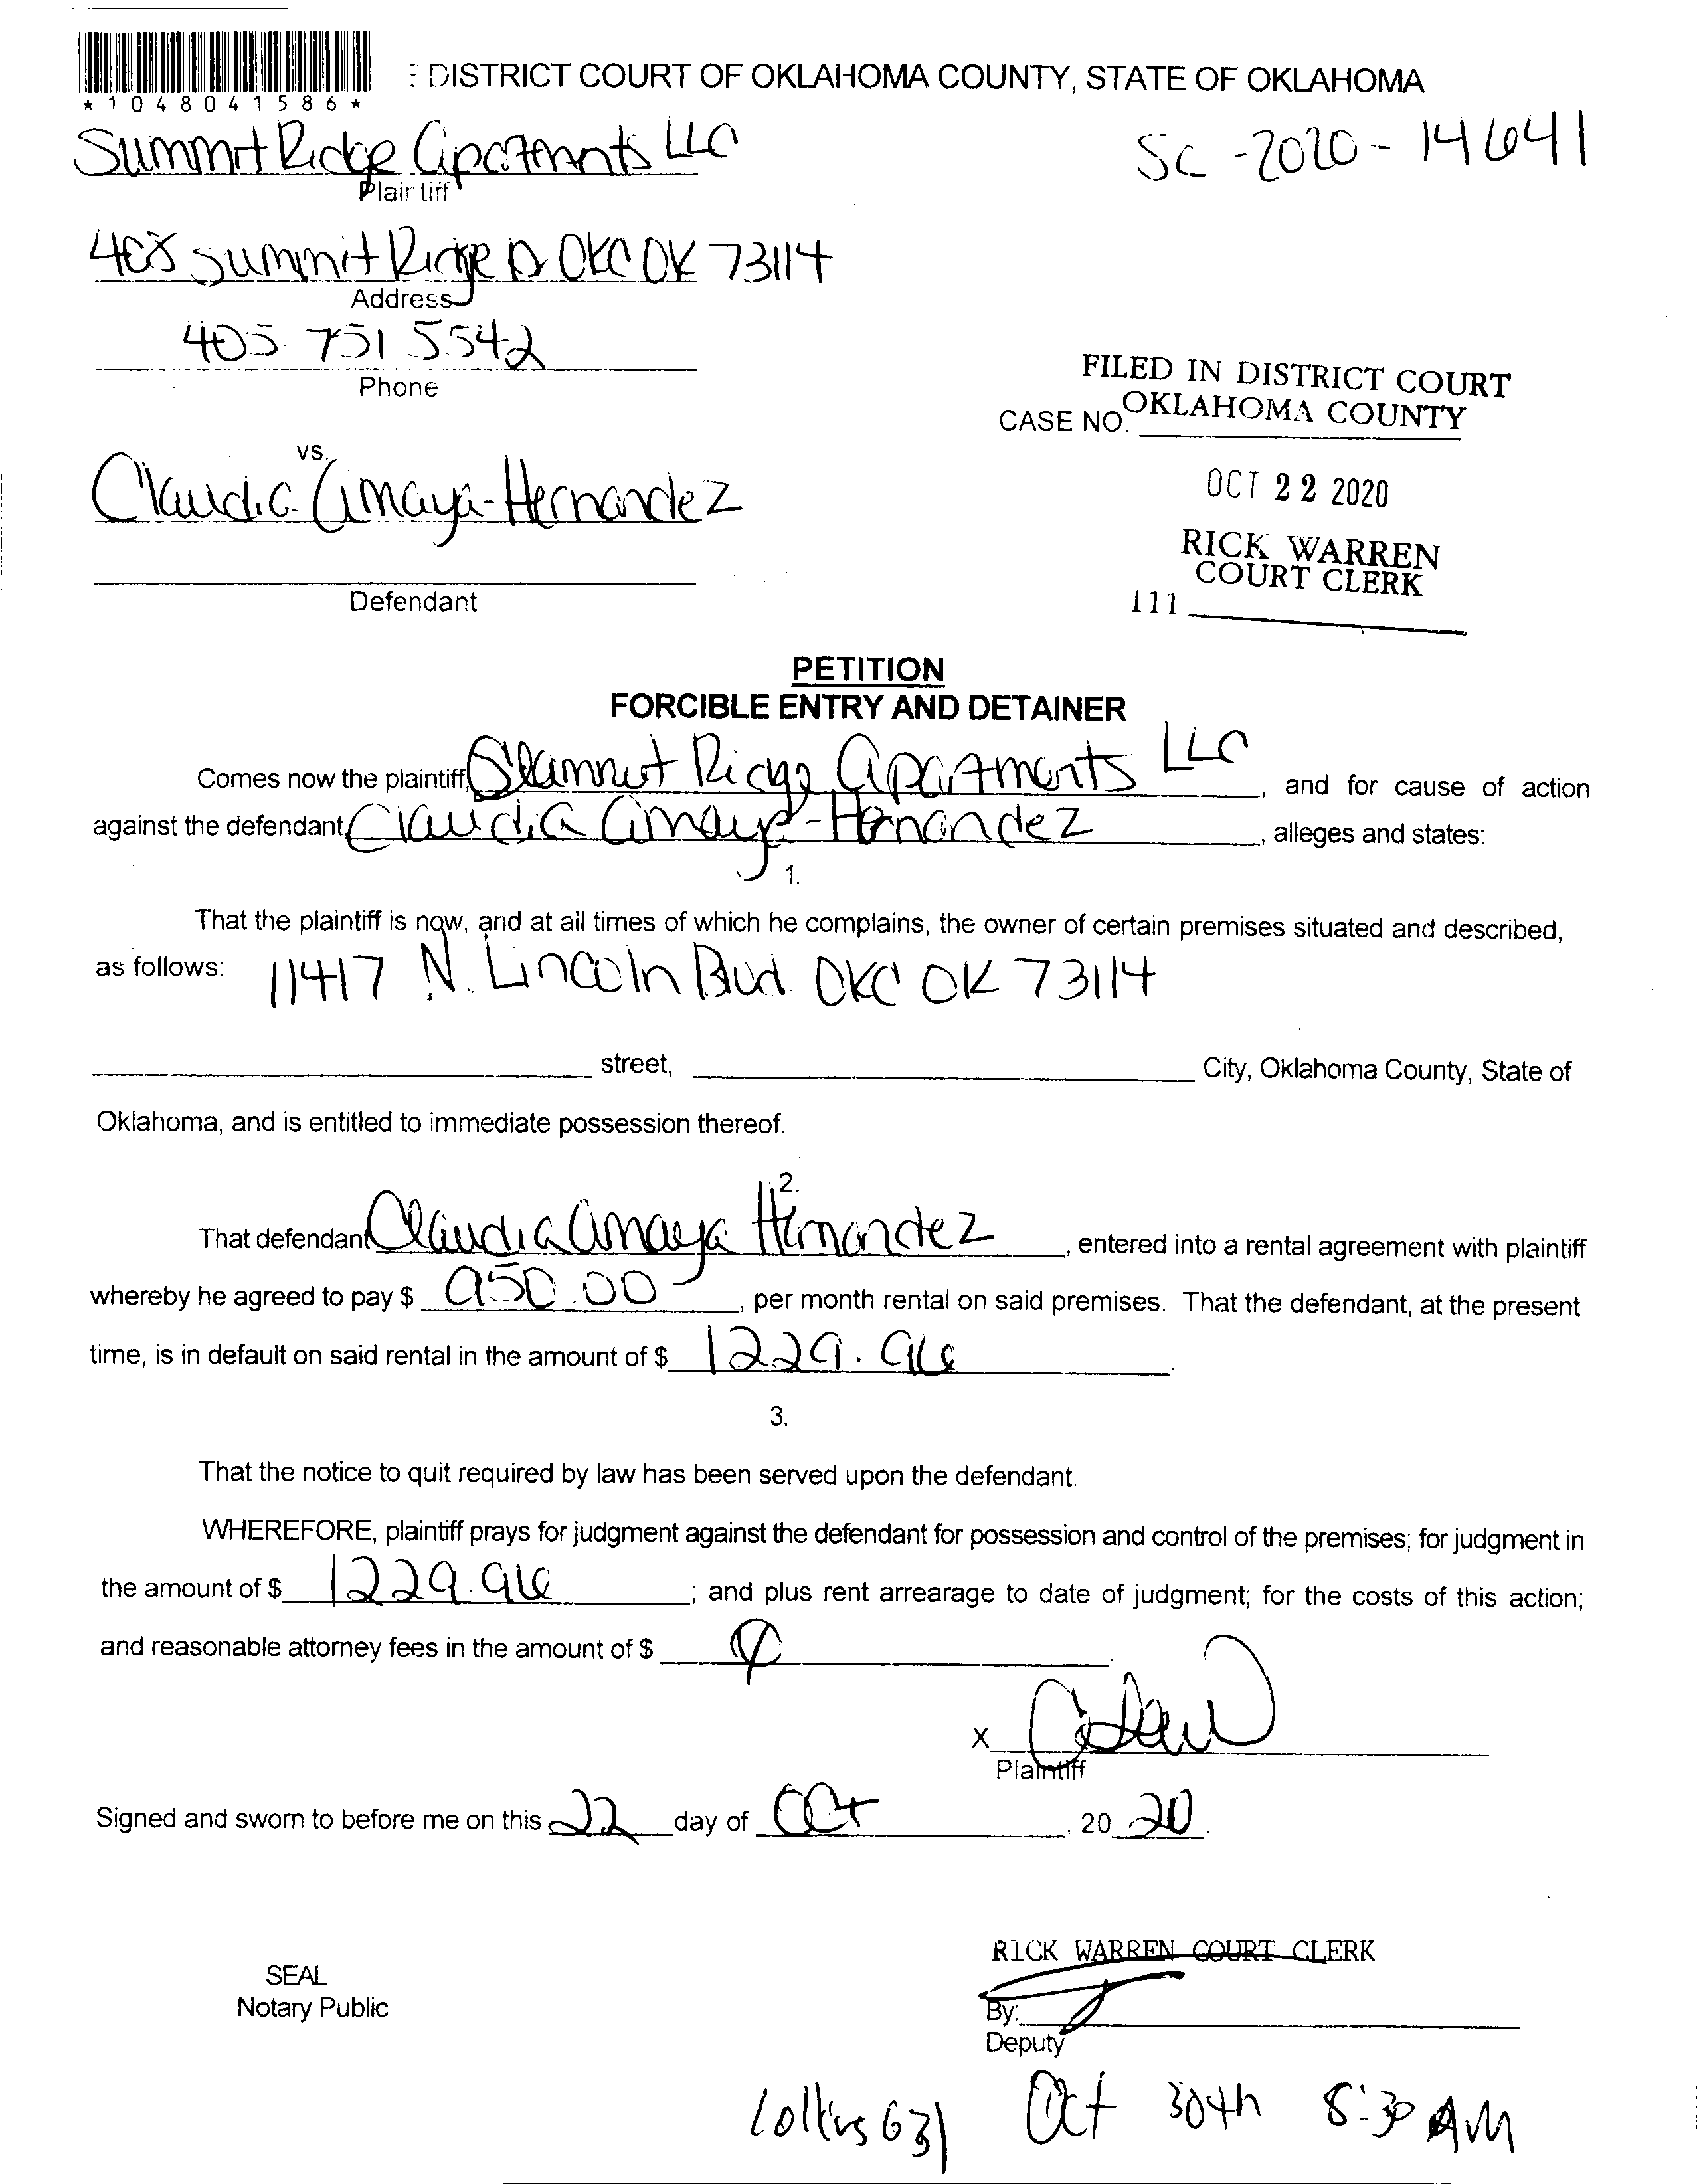 *1048041586*
: DISTRICT COURT OF OKLAHOMA COUNTY, STATE OF OKLAHOMA
Summit Ridge Apartments LLC
SC-2020-14641
Plaintiff
408 Summit Ridge Dr OKC OK 73114
Address
405 751 5542
Phone
FILED IN DISTRICT COURT
OKLAHOMA COUNTY
CASE NO.
vs.
OCT 22 2020
Claudia Amaya-Hernandez
RICK WARREN
COURT CLERK
Defendant
111
PETITION
FORCIBLE ENTRY AND DETAINER
Comes now the plaintiff, Summit Ridge Apartments LLC, and for cause of action
against the defendant Claudia Amaya-Hernandez, alleges and states:
1.
That the plaintiff is now, and at all times of which he complains, the owner of certain premises situated and described,
as follows: 11417 N. Lincoln Blvd OKC OK 73114
street, City, Oklahoma County, State of
Oklahoma, and is entitled to immediate possession thereof.
2.
That defendant Claudia Amaya Hernandez, entered into a rental agreement with plaintiff
whereby he agreed to pay $ 950.00, per month rental on said premises. That the defendant, at the present
time, is in default on said rental in the amount of $ 1229.96.
3.
That the notice to quit required by law has been served upon the defendant.
WHEREFORE, plaintiff prays for judgment against the defendant for possession and control of the premises; for judgment in
the amount of $ 1229.96; and plus rent arrearage to date of judgment; for the costs of this action;
and reasonable attorney fees in the amount of $
X
Plaintiff
Signed and sworn to before me on this 22 day of Oct, 20 20.
RICK WARREN COURT CLERK
SEAL
Notary Public
By:
Deputy
Collins 631 Oct 30th 8:30 AM